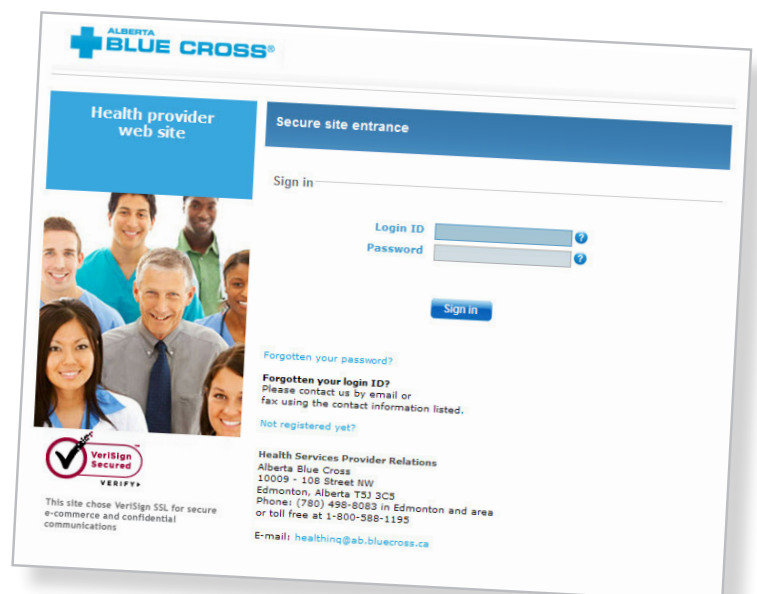 ALBERTA
BLUE CROSS®
Health provider
web site
Secure site entrance
Sign in
Login ID
?
Password
?
Sign in
Forgotten your password?
Forgotten your login ID?
Please contact us by email or
fax using the contact information listed.
Not registered yet?
Health Services Provider Relations
Alberta Blue Cross
10009 - 108 Street NW
Edmonton, Alberta T5J 3C5
Phone: (780) 498-8083 in Edmonton and area
or toll free at 1-800-588-1195
E-mail: healthinq@ab.bluecross.ca
VeriSign
Secured
VERIFY
This site chose VeriSign SSL for secure
e-commerce and confidential
communications